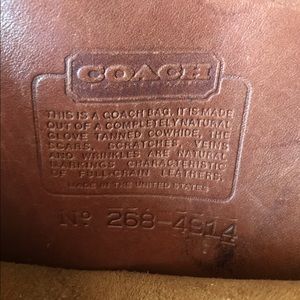 COACH
THIS IS A COACH BAG. IT IS MADE
OUT OF A COMPLETELY NATURAL
GLOVE TANNED COWHIDE, THE
SCARS, SCRATCHES, VEINS
AND WRINKLES ARE NATURAL
MARKINGS CHARACTERISTIC
OF FULL-GRAIN LEATHERS.
MADE IN THE UNITED STATES
Nº 268-4914